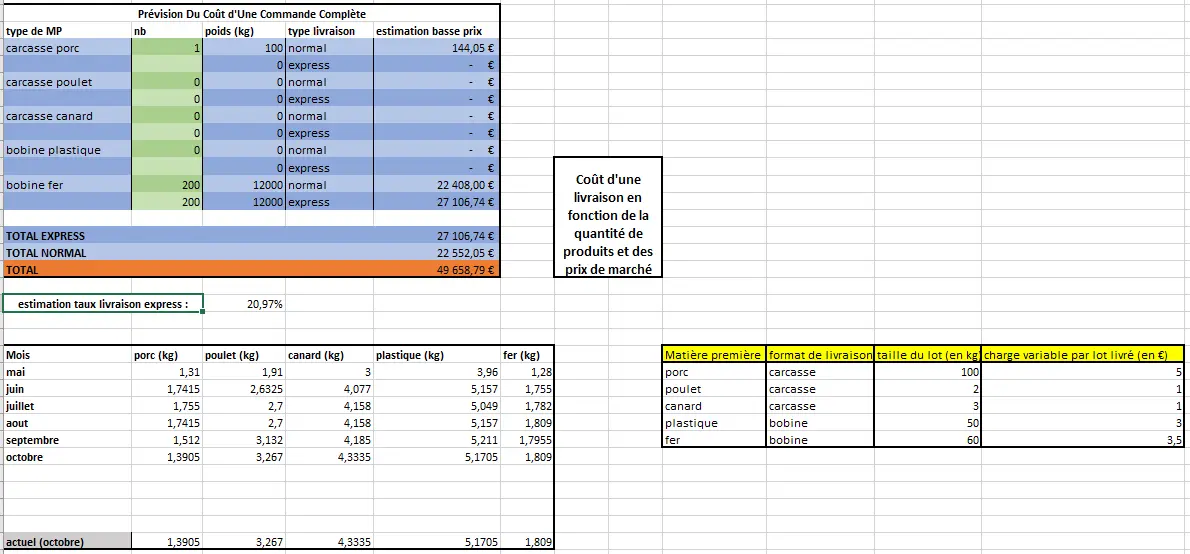 Prévision Du Coût d'Une Commande Complète
type de MP nb poids (kg) type livraison estimation basse prix
carcasse porc 1 100 normal 144,05 €
0 express - €
carcasse poulet 0 0 normal - €
0 0 express - €
carcasse canard 0 0 normal - €
0 0 express - €
bobine plastique 0 0 normal - €
0 express - €
bobine fer 200 12000 normal 22 408,00 €
200 12000 express 27 106,74 €
TOTAL EXPRESS 27 106,74 €
TOTAL NORMAL 22 552,05 €
TOTAL 49 658,79 €
Coût d'une
livraison en
fonction de la
quantité de
produits et des
prix de marché
estimation taux livraison express : 20,97%
Mois porc (kg) poulet (kg) canard (kg) plastique (kg) fer (kg)
mai 1,31 1,91 3 3,96 1,28
juin 1,7415 2,6325 4,077 5,157 1,755
juillet 1,755 2,7 4,158 5,049 1,782
aout 1,7415 2,7 4,158 5,157 1,809
septembre 1,512 3,132 4,185 5,211 1,7955
octobre 1,3905 3,267 4,3335 5,1705 1,809
actuel (octobre) 1,3905 3,267 4,3335 5,1705 1,809
Matière première format de livraison taille du lot (en kg) charge variable par lot livré (en €)
porc carcasse 100 5
poulet carcasse 2 1
canard carcasse 3 1
plastique bobine 50 3
fer bobine 60 3,5